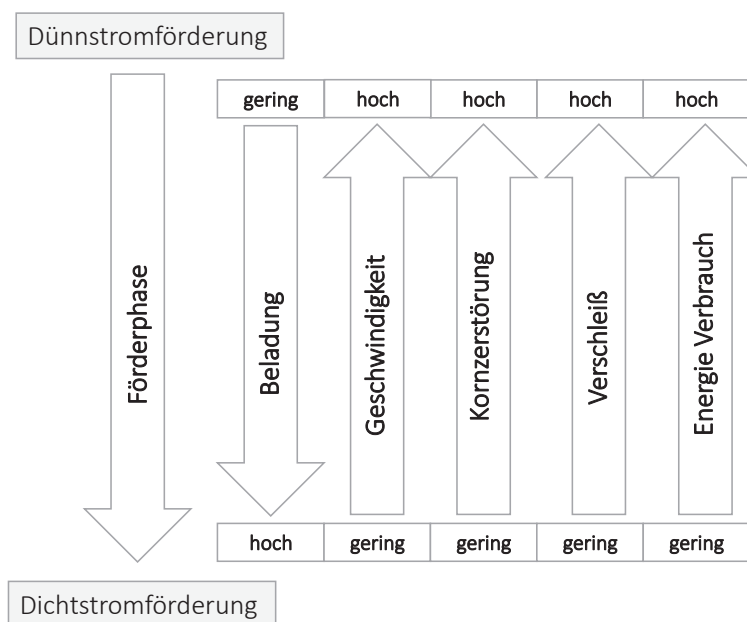 Dünnstromförderung
gering hoch hoch hoch hoch
Förderphase
Beladung
Geschwindigkeit
Kornzerstörung
Verschleiß
Energie Verbrauch
hoch gering gering gering gering
Dichtstromförderung